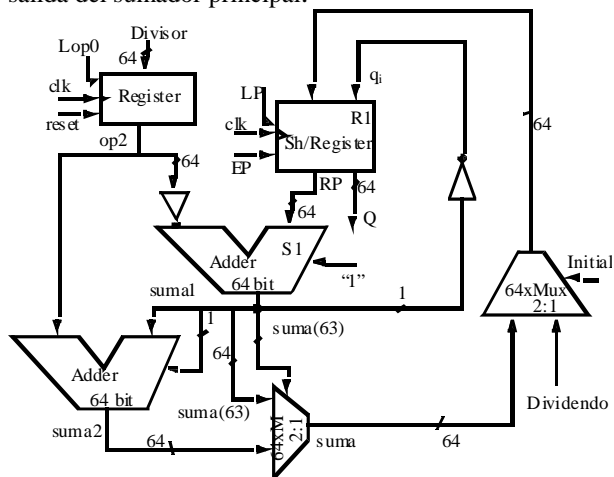 salida del sumador principal.
Lop0
Divisor
64
clk
Register
reset
op2
64
LP
qi
R1
clk
Sh/Register
EP
RP
64
64
Q
64
Adder
S1
64 bit
"1"
suma1
1
64
suma(63)
1
Initial
64xMux
2:1
Adder
64 bit
suma(63)
64xM
2:1
suma
64
Dividendo
suma2
64